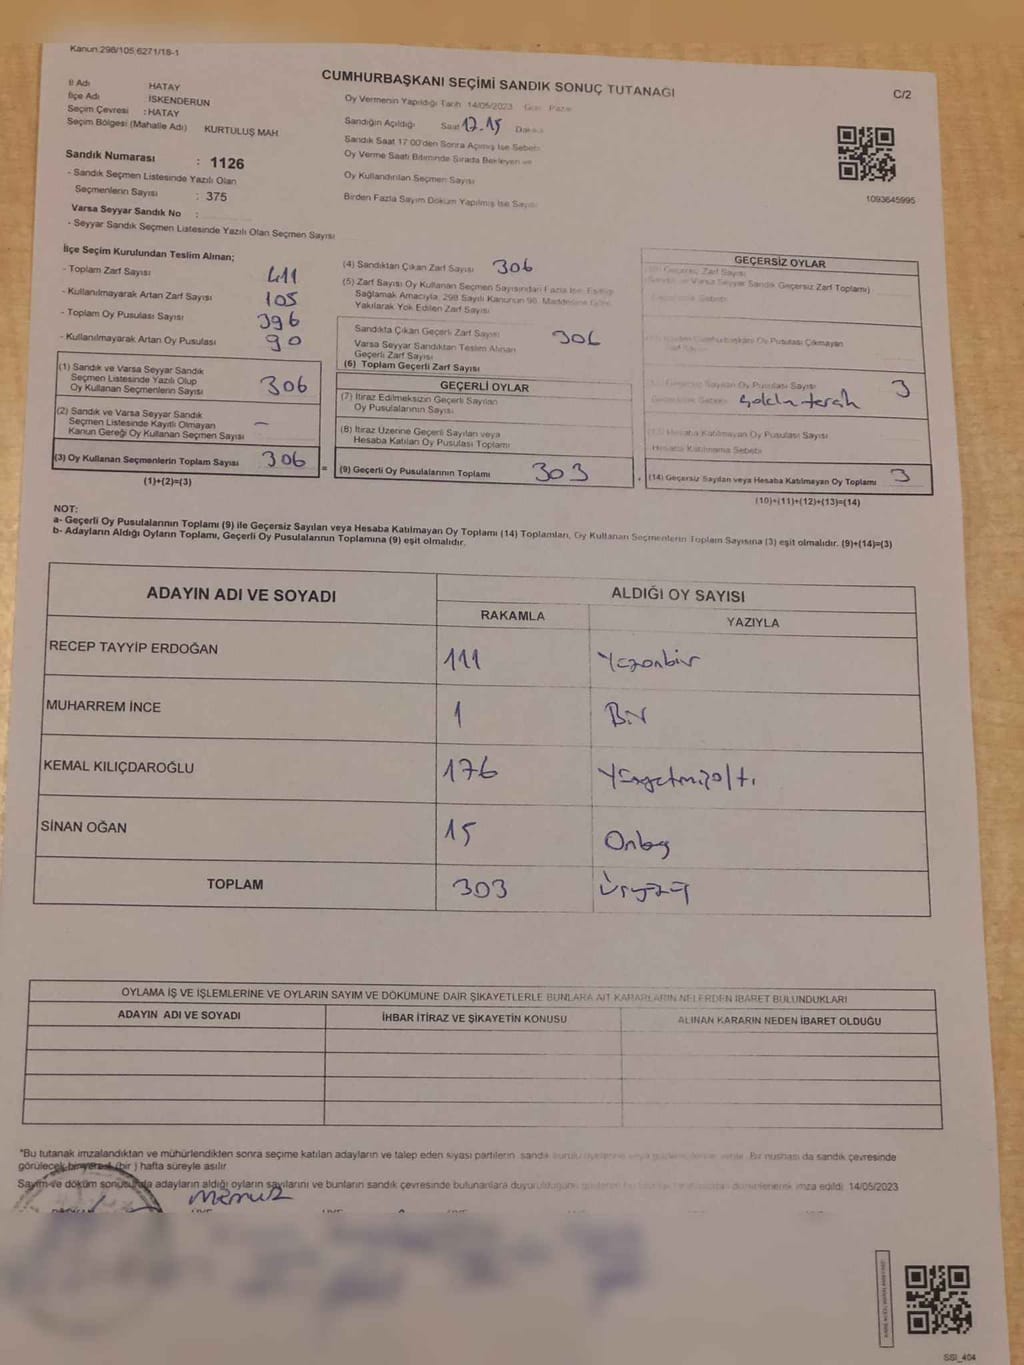 Kanun:298/105,6271/18-1
CUMHURBAŞKANI SEÇİMİ SANDIK SONUÇ TUTANAĞI
C/2
İl Adı HATAY
İlçe Adı İSKENDERUN
Seçim Çevresi : HATAY
Seçim Bölgesi (Mahalle Adı) KURTULUŞ MAH
Sandık Numarası : 1126
- Sandık Seçmen Listesinde Yazılı Olan
Seçmenlerin Sayısı : 375
Varsa Seyyar Sandık No :
- Seyyar Sandık Seçmen Listesinde Yazılı Olan Seçmen Sayısı
Oy Vermenin Yapıldığı Tarih 14/05/2023 Gün Pazar
Sandığın Açıldığı Saat 17.15 Dakika
Sandık Saat 17:00'den Sonra Açımış İse Sebebi
Oy Verme Saati Bitiminde Sırada Bekleyen ve
Oy Kullandırılan Seçmen Sayısı
Birden Fazla Sayım Döküm Yapılmış İse Sayısı
1093645995
İlçe Seçim Kurulundan Teslim Alınan;
- Toplam Zarf Sayısı 411
- Kullanılmayarak Artan Zarf Sayısı 105
- Toplam Oy Pusulası Sayısı 396
- Kullanılmayarak Artan Oy Pusulası 90
(1) Sandık ve Varsa Seyyar Sandık
Seçmen Listesinde Yazılı Olup
Oy Kullanan Seçmenlerin Sayısı 306
(2) Sandık ve Varsa Seyyar Sandık
Seçmen Listesinde Kayıtlı Olmayan
Kanun Gereği Oy Kullanan Seçmen Sayısı –
(3) Oy Kullanan Seçmenlerin Toplam Sayısı 306
(1)+(2)=(3)
(4) Sandıktan Çıkan Zarf Sayısı 306
(5) Zarf Sayısı Oy Kullanan Seçmen Sayısından Fazla İse, Eşitliği
Sağlamak Amacıyla, 298 Sayılı Kanunun 98. Maddesine Göre
Yakılarak Yok Edilen Zarf Sayısı
Sandıkta Çıkan Geçerli Zarf Sayısı 306
Varsa Seyyar Sandıktan Teslim Alınan
Geçerli Zarf Sayısı
(6) Toplam Geçerli Zarf Sayısı
GEÇERLİ OYLAR
(7) İtiraz Edilmeksizin Geçerli Sayılan
Oy Pusulalarının Sayısı
(8) İtiraz Üzerine Geçerli Sayılan veya
Hesaba Katılan Oy Pusulası Toplamı
(9) Geçerli Oy Pusulalarının Toplamı 303
GEÇERSİZ OYLAR
Geçersiz Zarf Sayısı
ve Varsa Seyyar Sandık Geçersiz Zarf Toplamı)
Oy Pusulası Çıkmayan
Sayılan Oy Pusulası Sayısı 3
Hesaba Katılmayan Oy Pusulası Sayısı
Hesaba Katılmama Sebebi
(14) Geçersiz Sayılan veya Hesaba Katılmayan Oy Toplamı 3
(10)+(11)+(12)+(13)=(14)
NOT:
a- Geçerli Oy Pusulalarının Toplamı (9) ile Geçersiz Sayılan veya Hesaba Katılmayan Oy Toplamı (14) Toplamları, Oy Kullanan Seçmenlerin Toplam Sayısına (3) eşit olmalıdır. (9)+(14)=(3)
b- Adayların Aldığı Oyların Toplamı, Geçerli Oy Pusulalarının Toplamına (9) eşit olmalıdır.
ADAYIN ADI VE SOYADI
ALDIĞI OY SAYISI
RAKAMLA YAZIYLA
RECEP TAYYİP ERDOĞAN 111 Yüzonbir
MUHARREM İNCE 1 Bir
KEMAL KILIÇDAROĞLU 176 Yüzyetmişaltı
SİNAN OĞAN 15 Onbeş
TOPLAM 303 Üçyüzüç
OYLAMA İŞ VE İŞLEMLERİNE VE OYLARIN SAYIM VE DÖKÜMÜNE DAİR ŞİKAYETLERLE BUNLARA AİT KARARLARIN NELERDEN İBARET BULUNDUKLARI
ADAYIN ADI VE SOYADI İHBAR İTİRAZ VE ŞİKAYETİN KONUSU ALINAN KARARIN NEDEN İBARET OLDUĞU
*Bu tutanak imzalandıktan ve mühürlendikten sonra seçime katılan adayların ve talep eden siyasi partilerin sandık Bir nüshası da sandık çevresinde
görülecek bir yere (bir ) hafta süreyle asılır
Sayım ve döküm sonucunda adayların aldığı oyların sayılarını ve bunların sandık çevresinde bulunanlara duyurulduğunu imza edildi. 14/05/2023
SSI_404